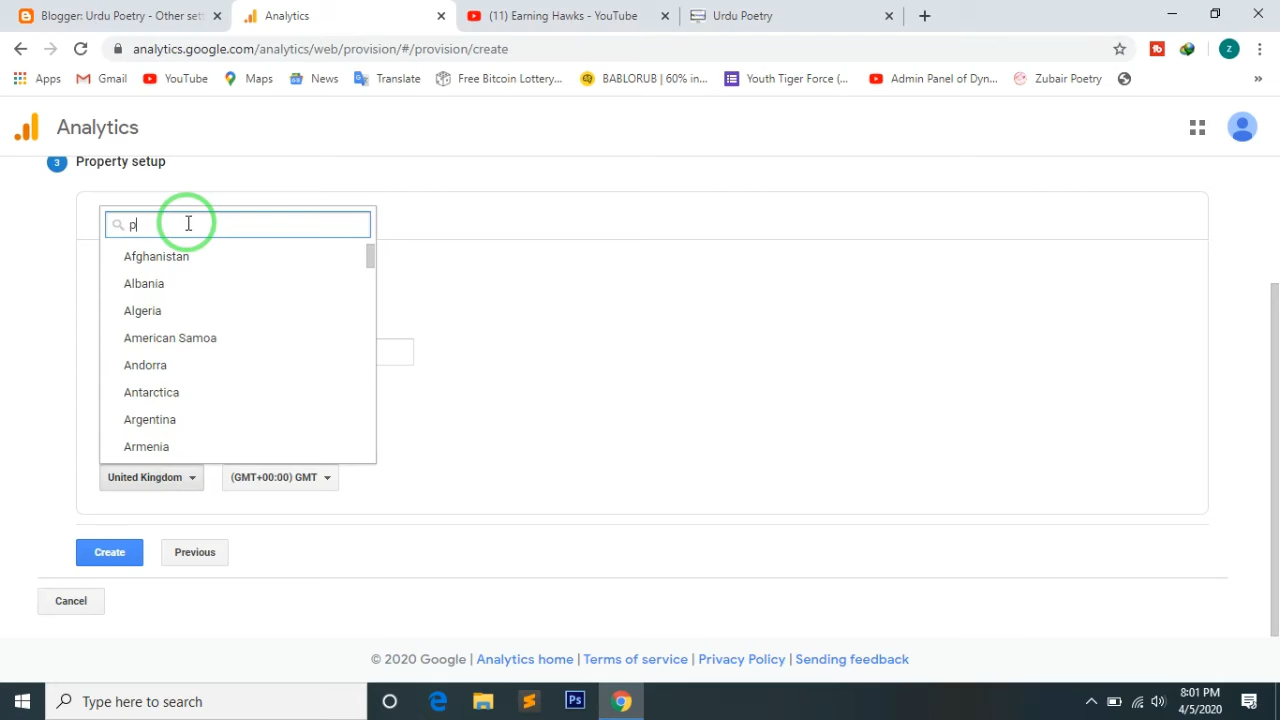 Blogger: Urdu Poetry - Other sett
Analytics
(11) Earning Hawks - YouTube
Urdu Poetry
analytics.google.com/analytics/web/provision/#/provision/create
Apps
Gmail
YouTube
Maps
News
Translate
Free Bitcoin Lottery...
BABLORUB | 60% in...
Youth Tiger Force (...
Admin Panel of Dyn...
Zubair Poetry
»
Analytics
3 Property setup
p
Afghanistan
Albania
Algeria
American Samoa
Andorra
Antarctica
Argentina
Armenia
United Kingdom
(GMT+00:00) GMT
Create
Previous
Cancel
© 2020 Google | Analytics home | Terms of service | Privacy Policy | Sending feedback
Type here to search
Ps
8:01 PM
4/5/2020